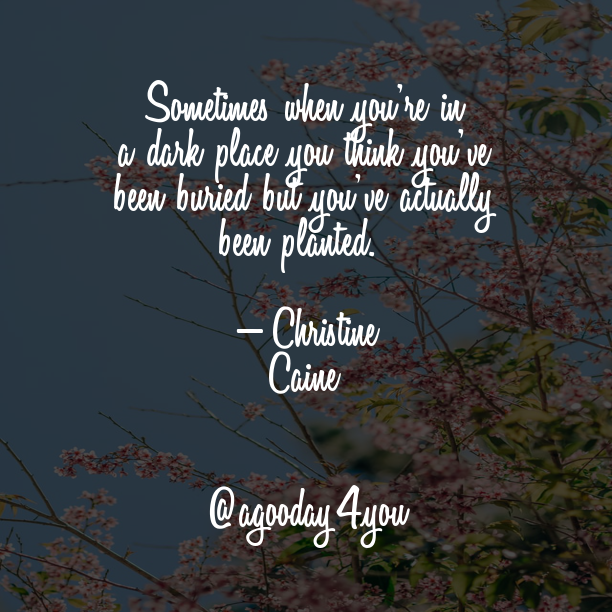 Sometimes when you're in
a dark place you think you've
been buried but you've actually
been planted.
— Christine
Caine
@agooday4you